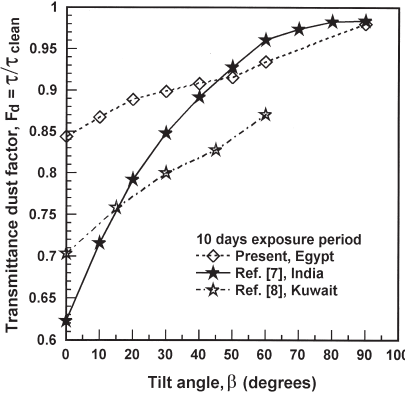 Transmittance dust factor, Fd = τ/τ clean
1
0.95
0.9
0.85
0.8
0.75
0.7
0.65
0.6
10 days exposure period
Present, Egypt
Ref. [7], India
Ref. [8], Kuwait
0 10 20 30 40 50 60 70 80 90 100
Tilt angle, β (degrees)